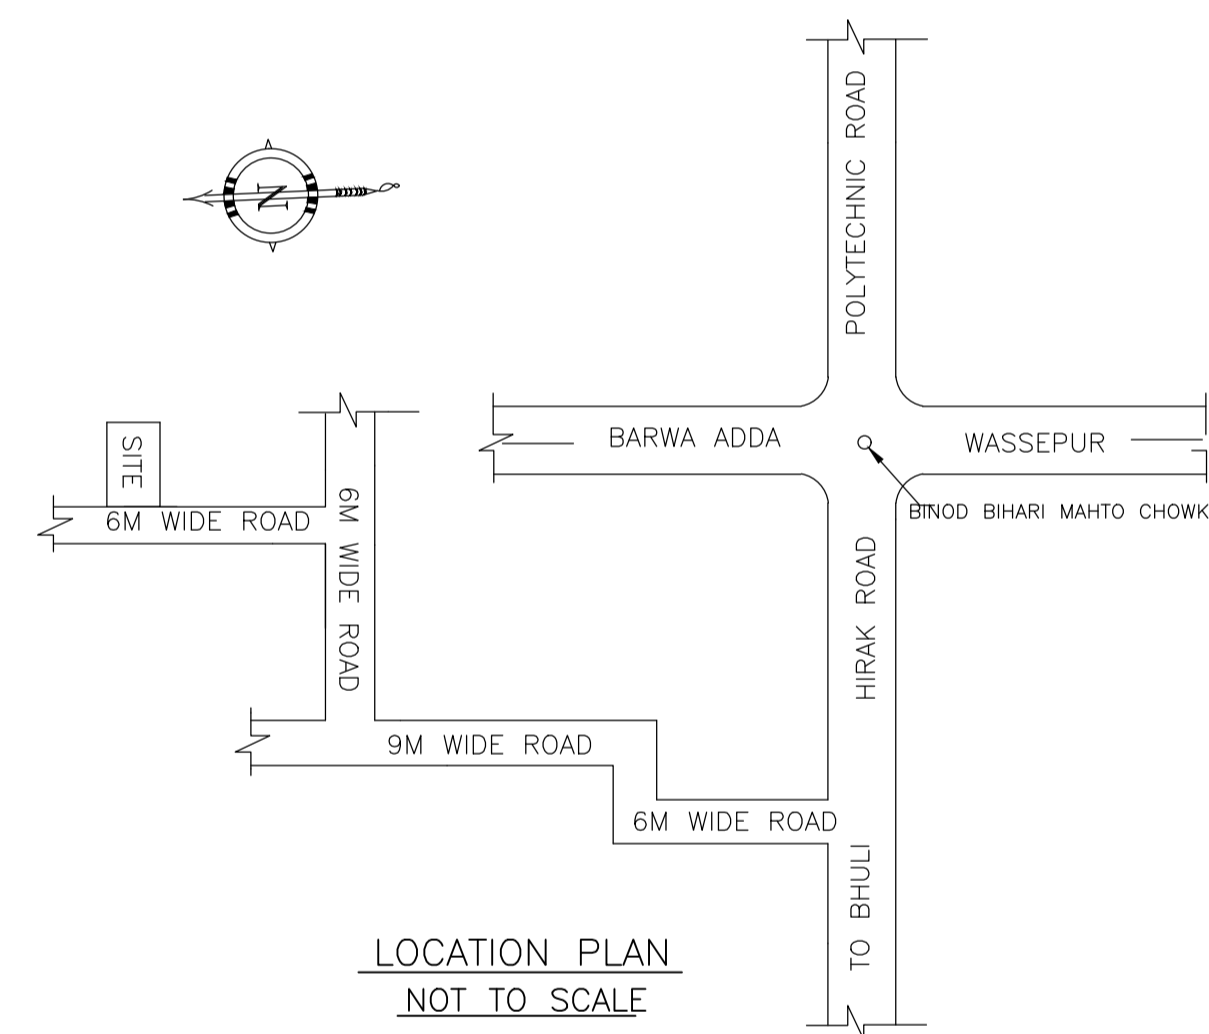 POLYTECHNIC ROAD
N
BARWA ADDA
WASSEPUR
SITE
6M WIDE ROAD
6M WIDE ROAD
BINOD BIHARI MAHTO CHOWK
HIRAK ROAD
9M WIDE ROAD
6M WIDE ROAD
TO BHULI
LOCATION PLAN
NOT TO SCALE